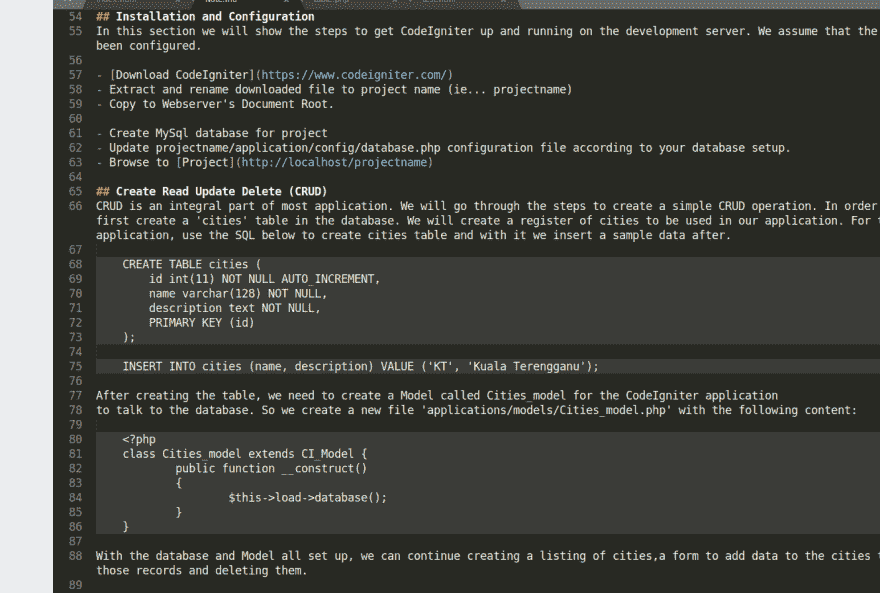 54 ## Installation and Configuration
55 In this section we will show the steps to get CodeIgniter up and running on the development server. We assume that the
been configured.
56
57 - [Download CodeIgniter](https://www.codeigniter.com/)
58 - Extract and rename downloaded file to project name (ie... projectname)
59 - Copy to Webserver's Document Root.
60
61 - Create MySql database for project
62 - Update projectname/application/config/database.php configuration file according to your database setup.
63 - Browse to [Project](http://localhost/projectname)
64
65 ## Create Read Update Delete (CRUD)
66 CRUD is an integral part of most application. We will go through the steps to create a simple CRUD operation. In order
first create a 'cities' table in the database. We will create a register of cities to be used in our application. For
application, use the SQL below to create cities table and with it we insert a sample data after.
67
68 CREATE TABLE cities (
69 id int(11) NOT NULL AUTO_INCREMENT,
70 name varchar(128) NOT NULL,
71 description text NOT NULL,
72 PRIMARY KEY (id)
73 );
74
75 INSERT INTO cities (name, description) VALUE ('KT', 'Kuala Terengganu');
76
77 After creating the table, we need to create a Model called Cities_model for the CodeIgniter application
78 to talk to the database. So we create a new file 'applications/models/Cities_model.php' with the following content:
79
80 <?php
81 class Cities_model extends CI_Model {
82 public function __construct()
83 {
84 $this->load->database();
85 }
86 }
87
88 With the database and Model all set up, we can continue creating a listing of cities,a form to add data to the cities
those records and deleting them.
89